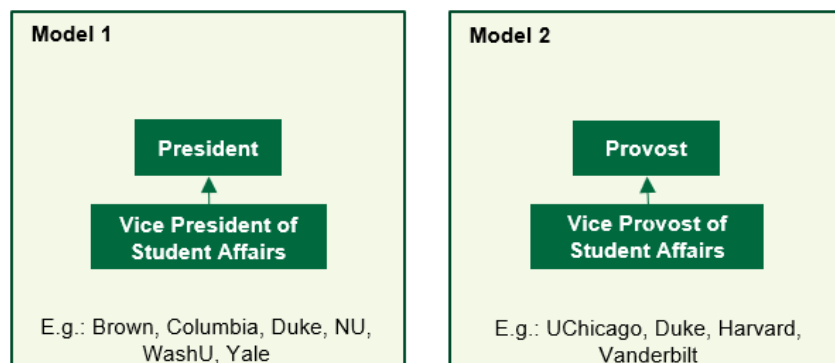 Model 1
President
Vice President of
Student Affairs
E.g.: Brown, Columbia, Duke, NU,
WashU, Yale
Model 2
Provost
Vice Provost of
Student Affairs
E.g.: UChicago, Duke, Harvard,
Vanderbilt